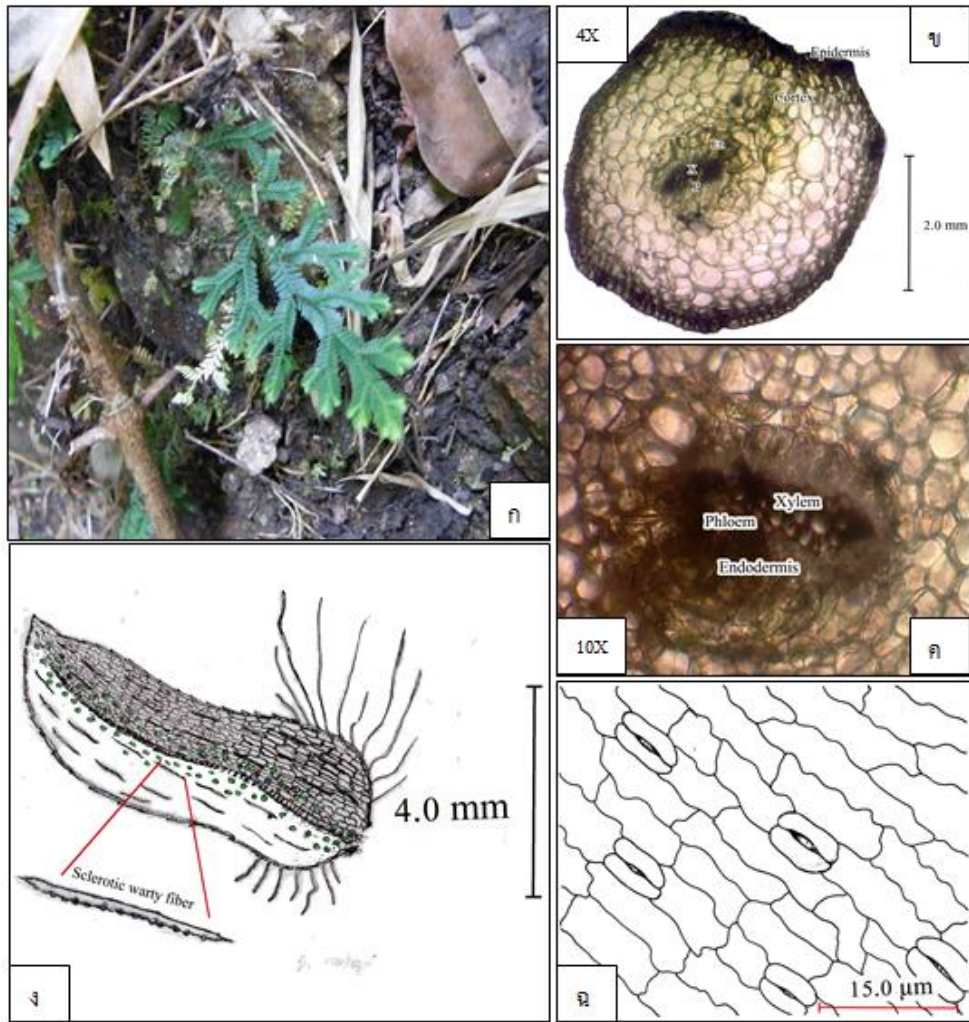 ก
4X
ข
Epidermis
Cortex
En
X
P
2.0 mm
Xylem
Phloem
Endodermis
10X
ค
4.0 mm
Sclerotic warty fiber
ง
15.0 µm
ฉ